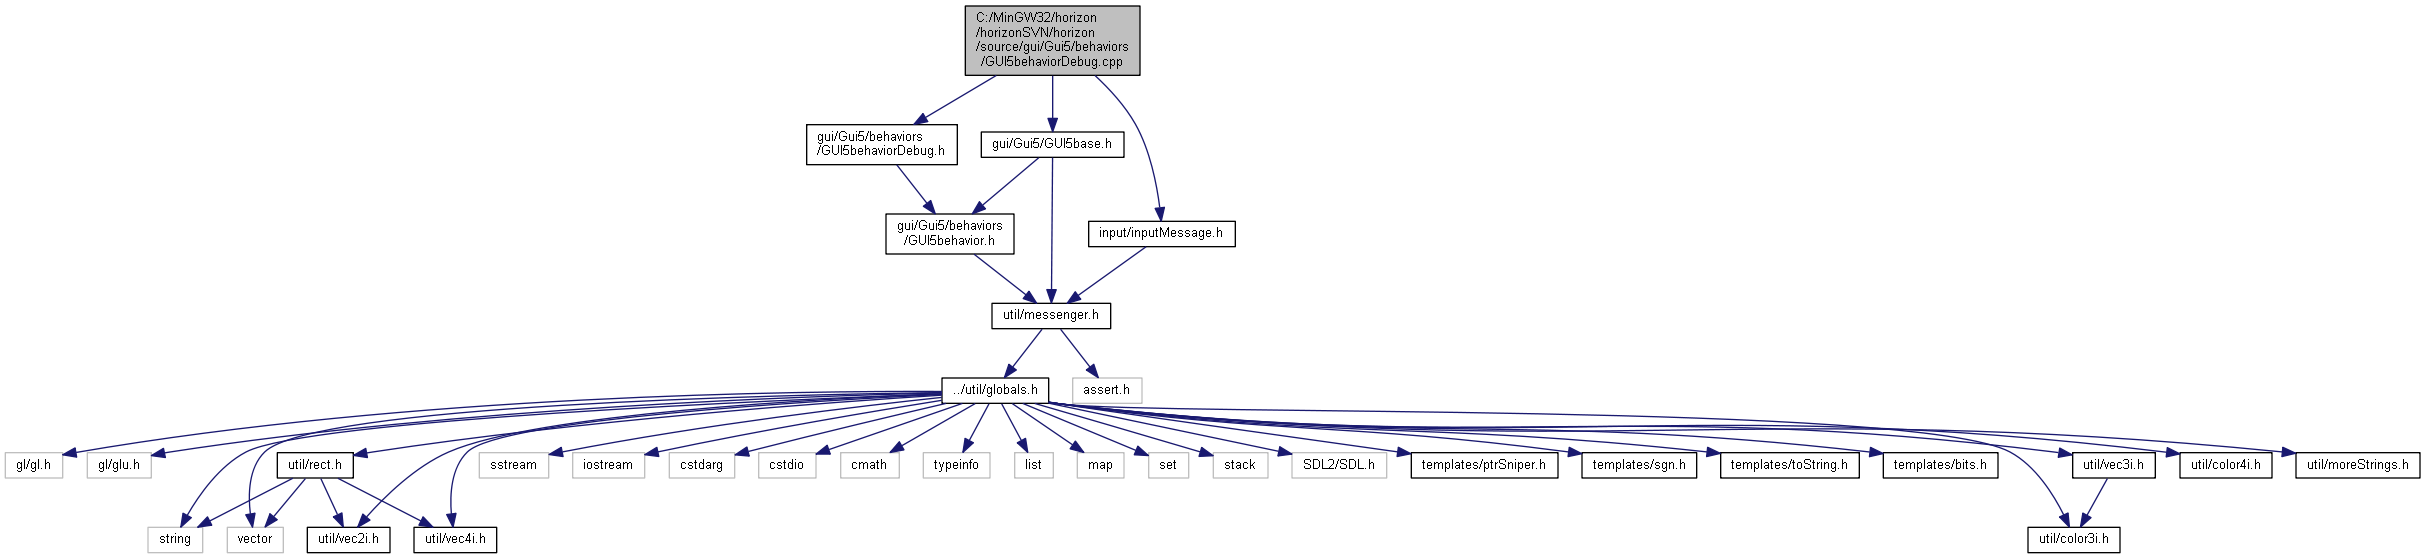 C:/MinGW32/horizon
/horizonSVN/horizon
/source/gui/Gui5/behaviors
/GUI5behaviorDebug.cpp
gui/Gui5/behaviors
/GUI5behaviorDebug.h
gui/Gui5/GUI5base.h
gui/Gui5/behaviors
/GUI5behavior.h
input/inputMessage.h
util/messenger.h
../util/globals.h
assert.h
gl/gl.h
gl/glu.h
util/rect.h
sstream
iostream
cstdarg
cstdio
cmath
typeinfo
list
map
set
stack
SDL2/SDL.h
templates/ptrSniper.h
templates/sgn.h
templates/toString.h
templates/bits.h
util/vec3i.h
util/color4i.h
util/moreStrings.h
string
vector
util/vec2i.h
util/vec4i.h
util/color3i.h